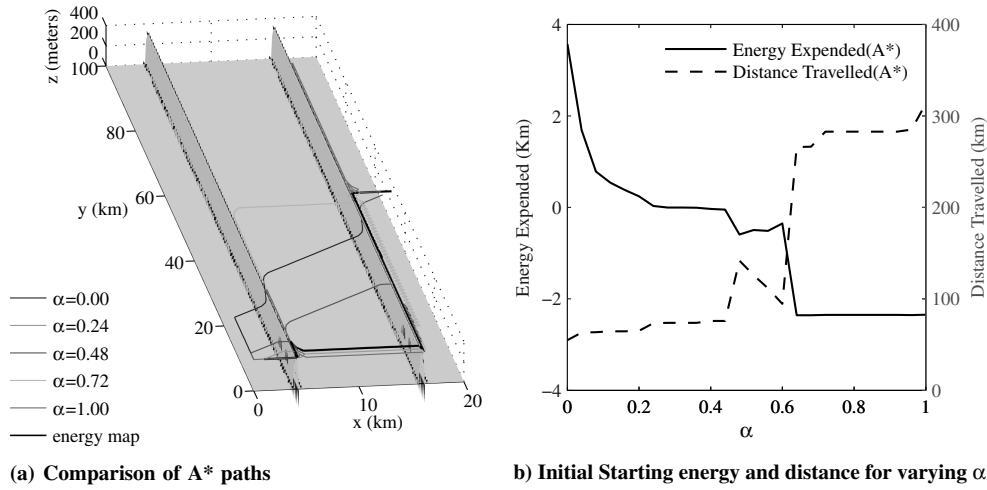 400
200
0
z (meters)
100
80
60
40
20
0
y (km)
0
10
20
x (km)
α=0.00
α=0.24
α=0.48
α=0.72
α=1.00
energy map
(a) Comparison of A* paths
4
2
0
−2
−4
Energy Expended (Km)
Energy Expended(A*)
Distance Travelled(A*)
400
300
200
100
0
Distance Travelled (km)
0
0.2
0.4
0.6
0.8
1
α
b) Initial Starting energy and distance for varying α